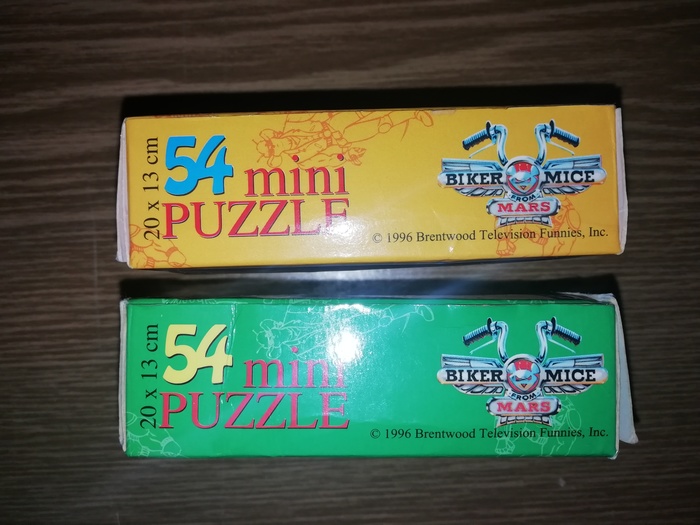 20 x 13 cm
54 mini
PUZZLE
BIKER MICE
FROM
MARS
© 1996 Brentwood Television Funnies, Inc.
20 x 13 cm
54 mini
PUZZLE
BIKER MICE
FROM
MARS
© 1996 Brentwood Television Funnies, Inc.